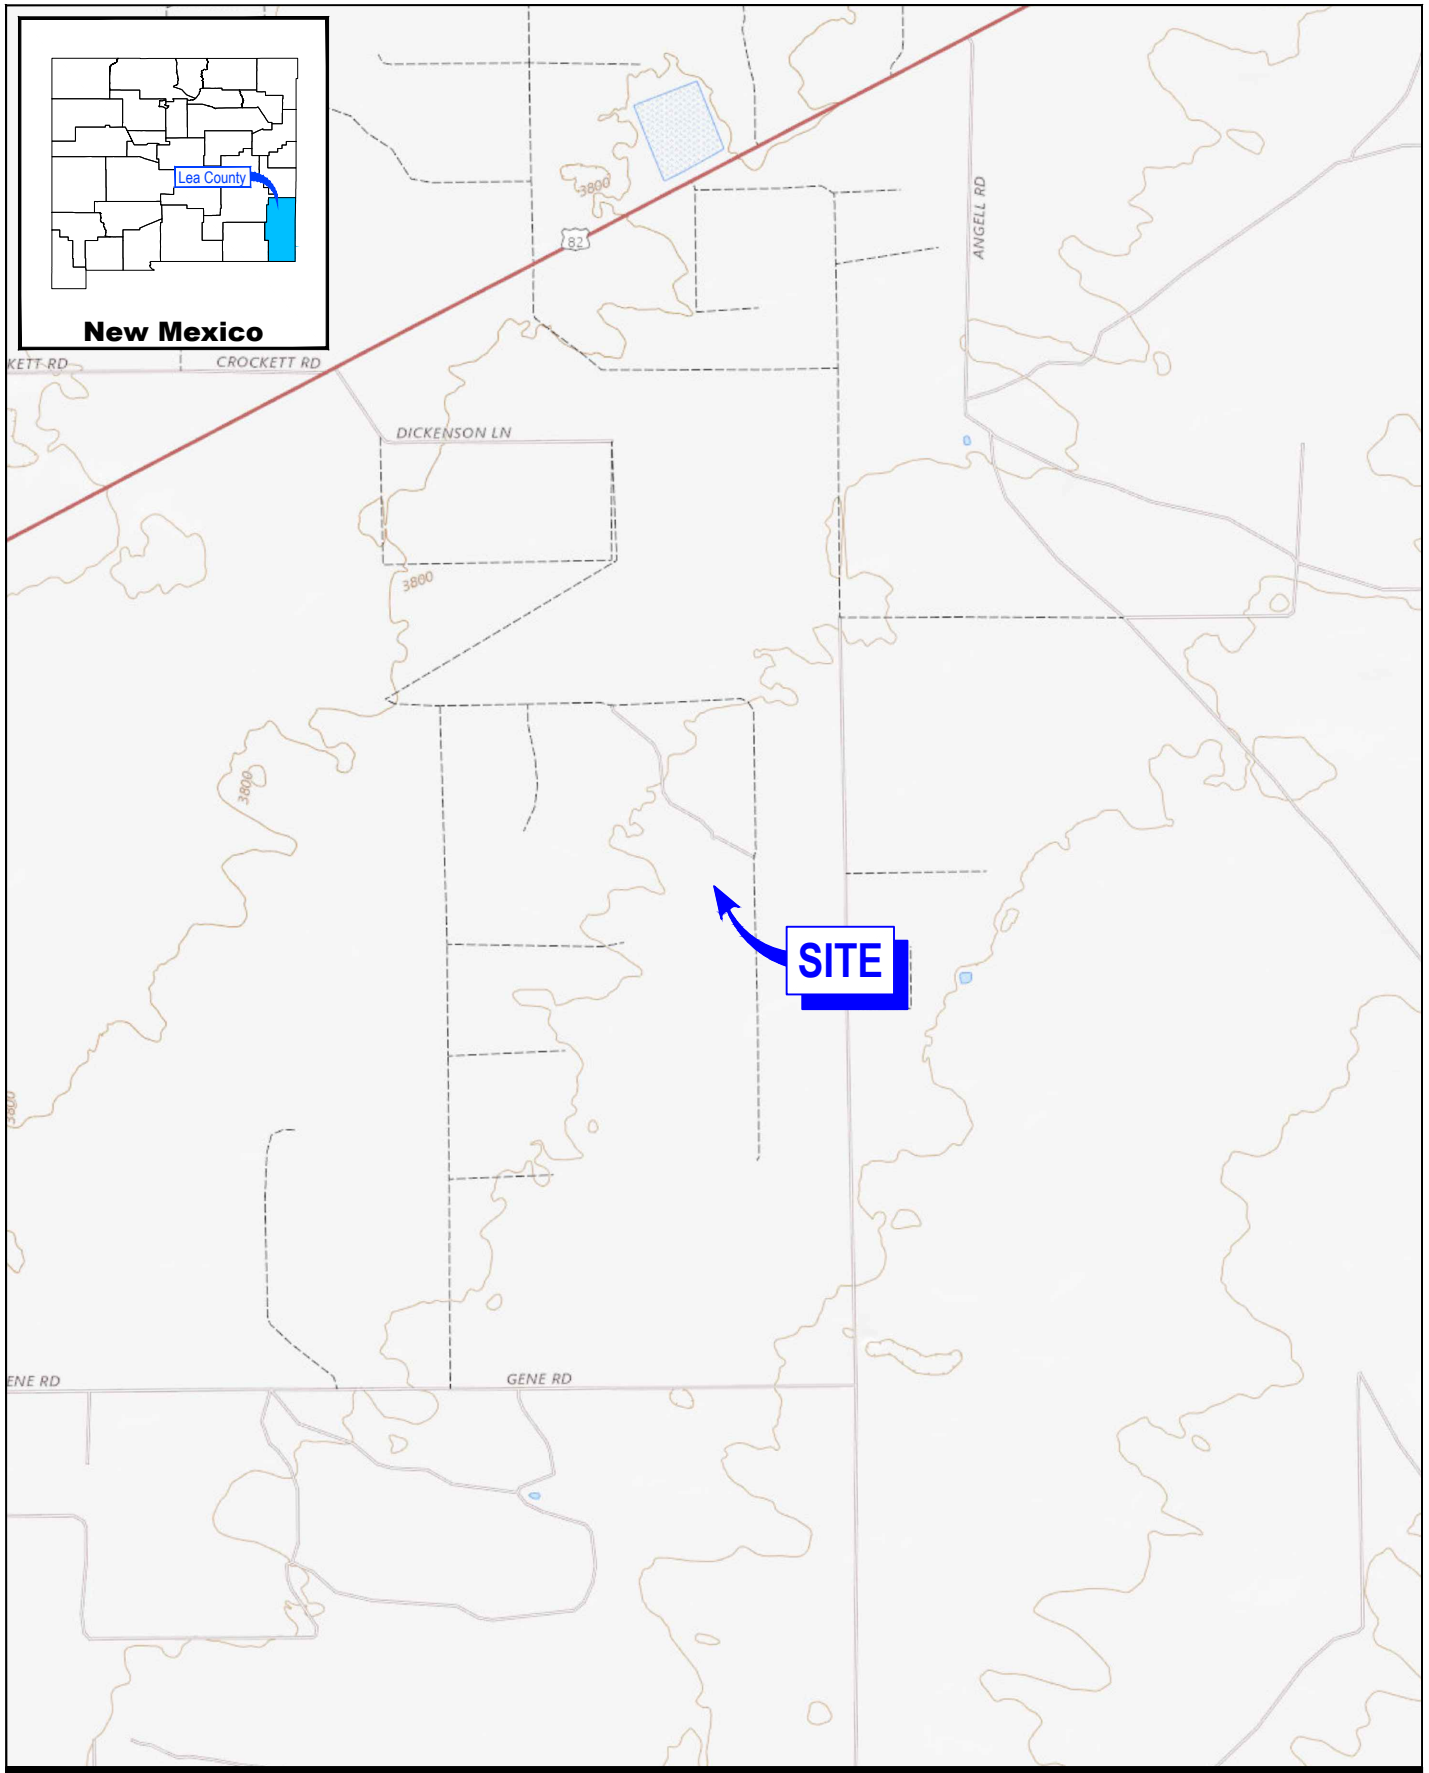 Lea County
New Mexico
3800
82
ANGELL RD
KETT RD
CROCKETT RD
DICKENSON LN
3800
3800
SITE
3800
ENE RD
GENE RD